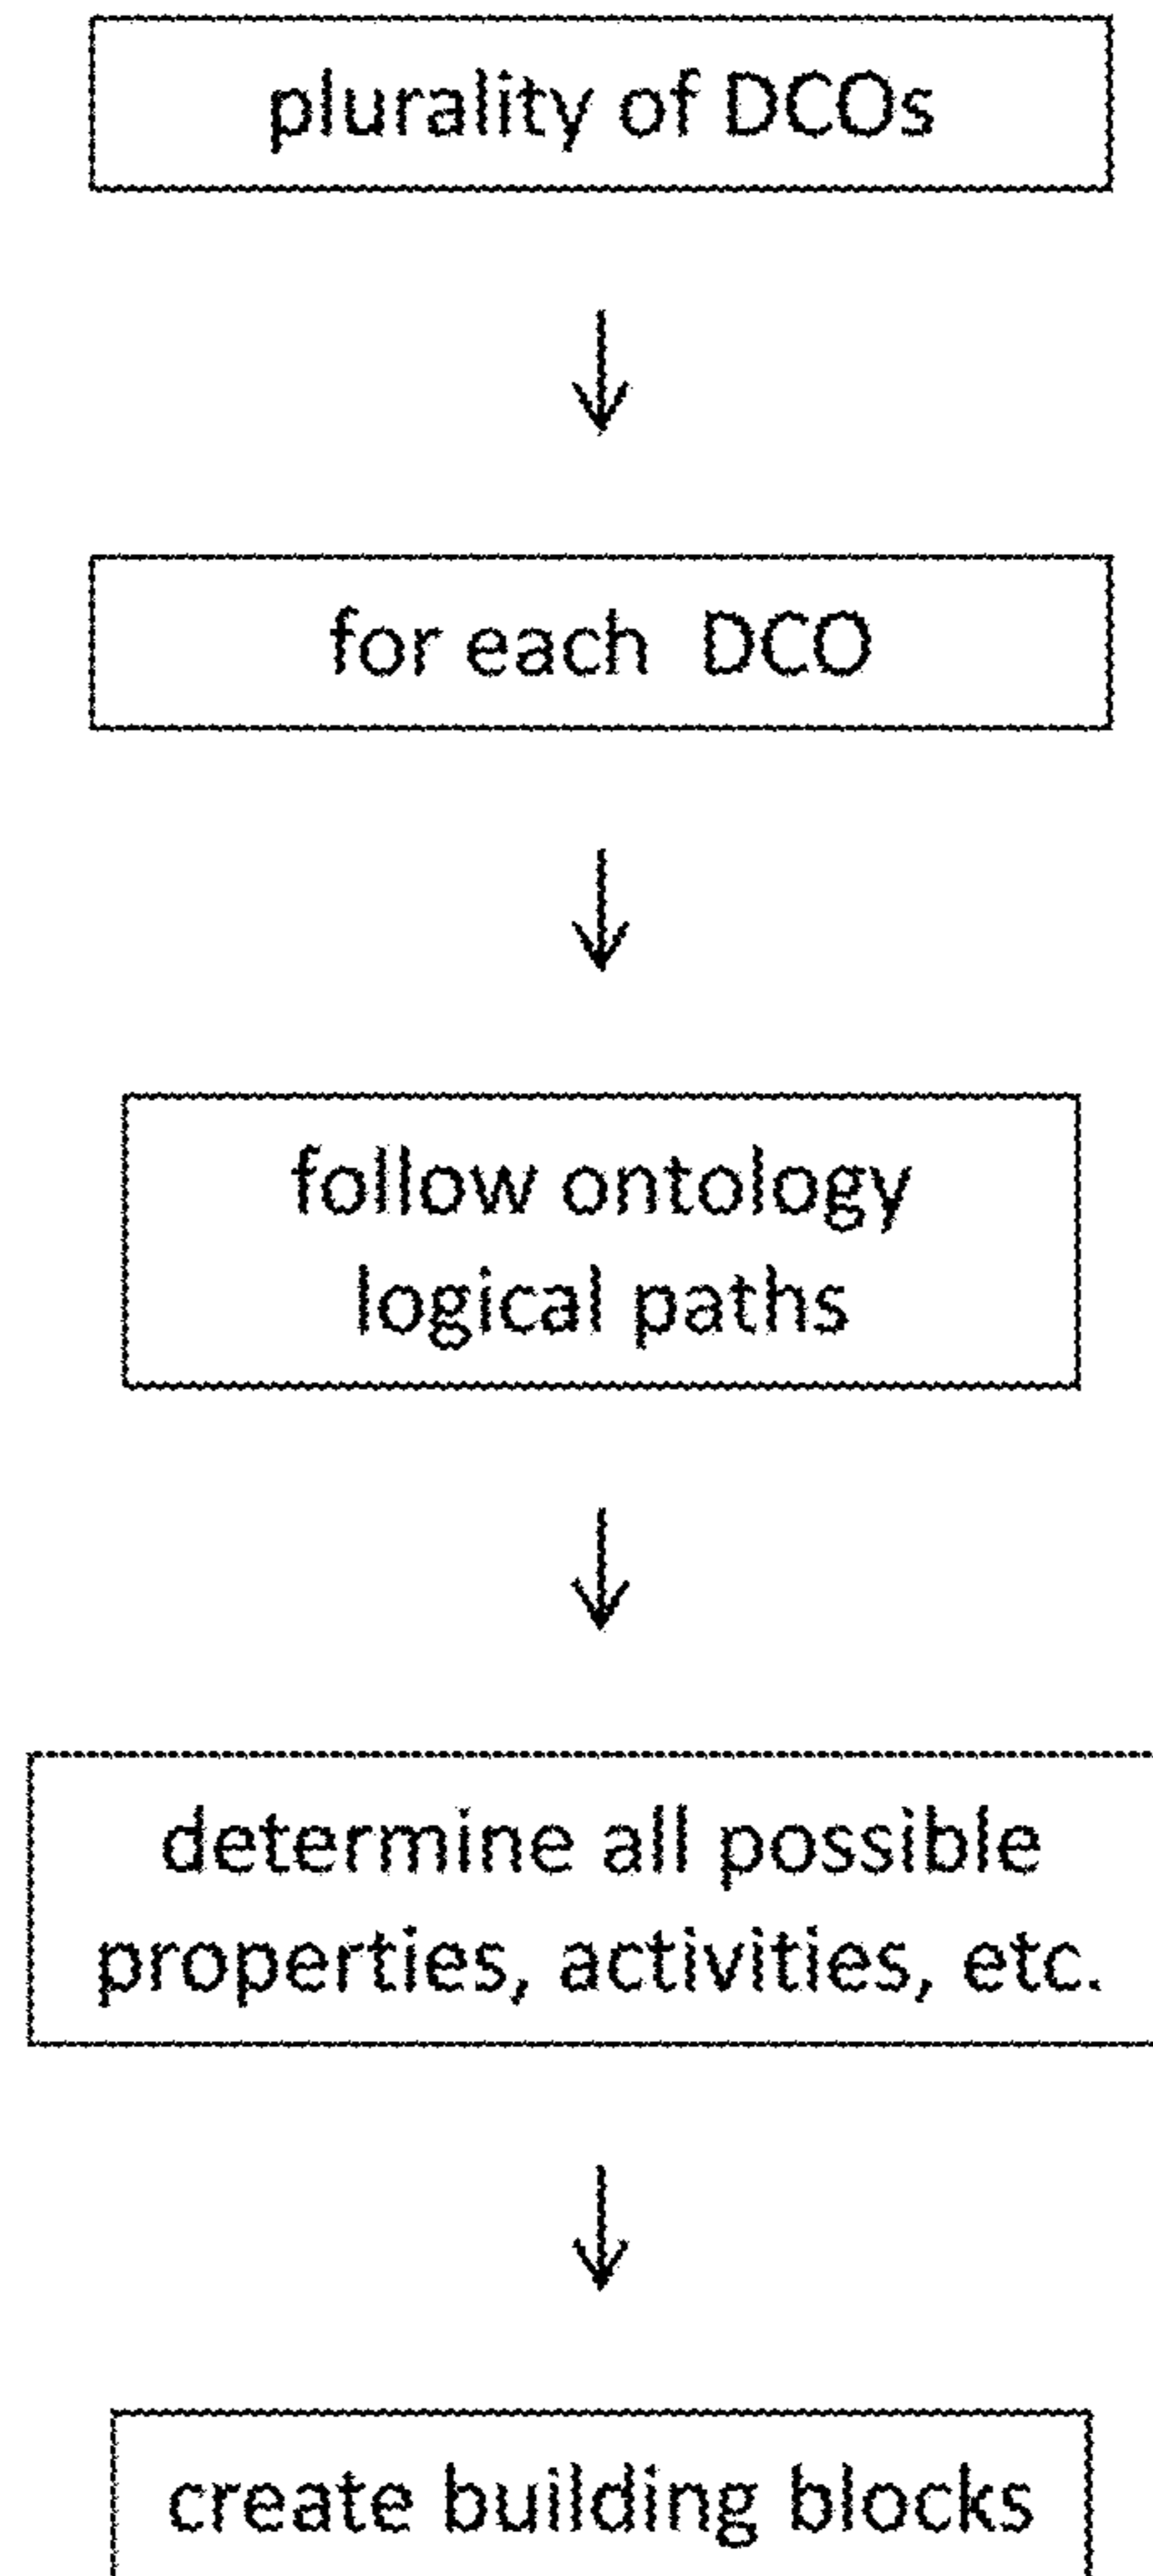 plurality of DCOs
for each DCO
follow ontology
logical paths
determine all possible
properties, activities, etc.
create building blocks